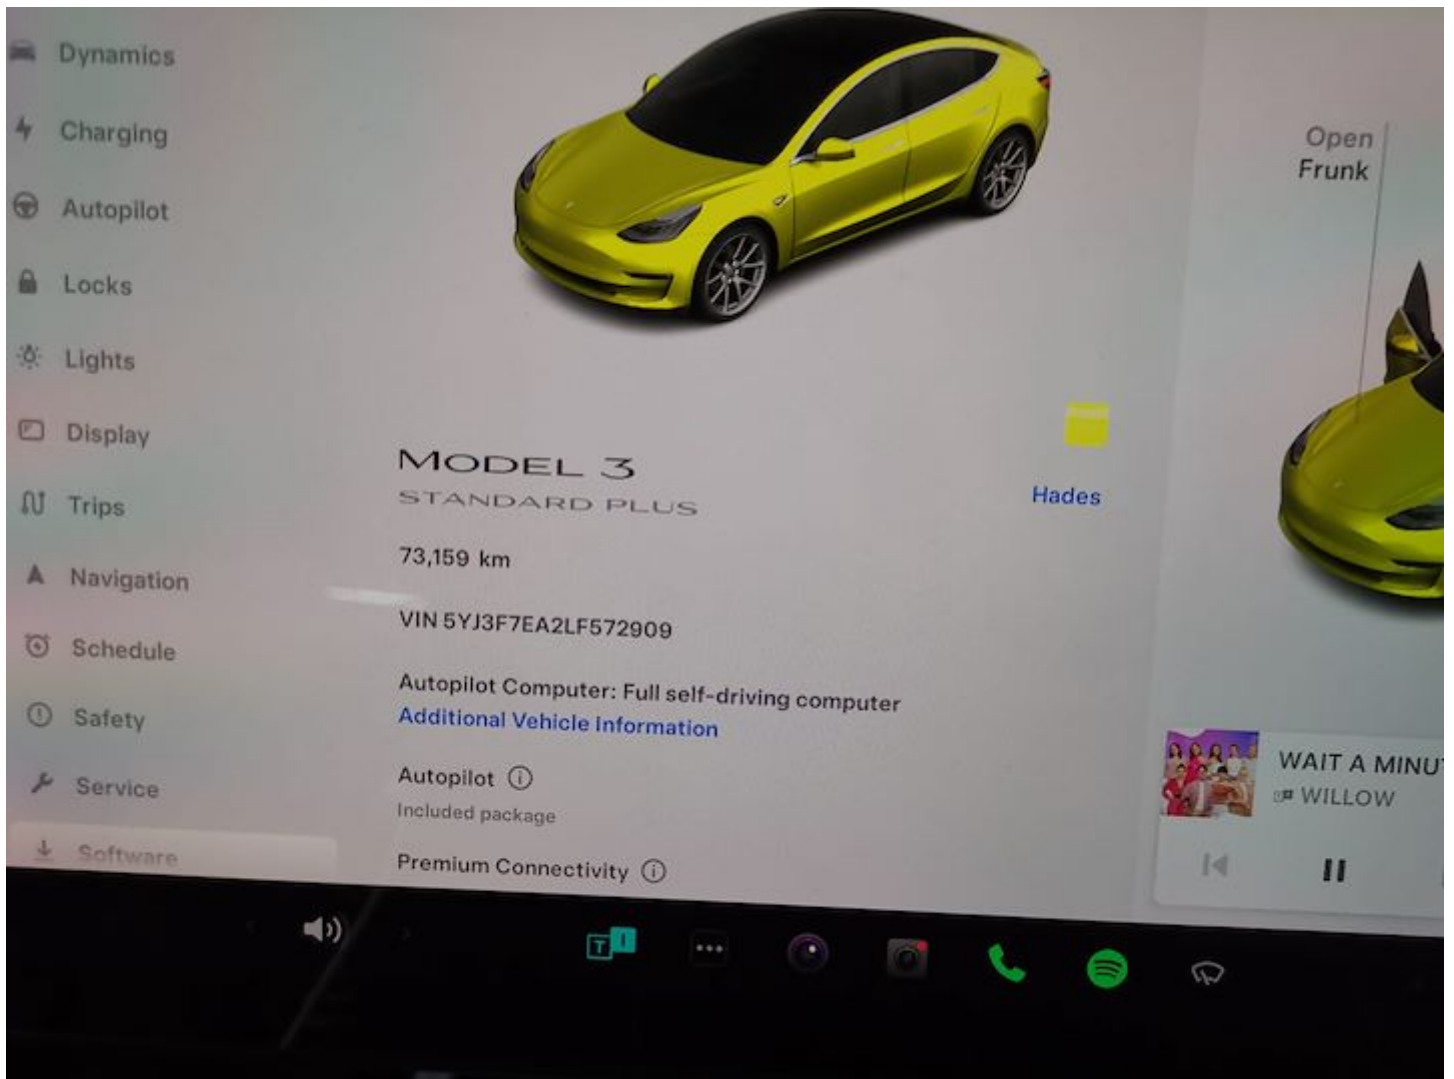 Dynamics
Charging
Autopilot
Locks
Lights
Display
Trips
Navigation
Schedule
Safety
Service
Software
MODEL 3
STANDARD PLUS
Hades
73,159 km
VIN 5YJ3F7EA2LF572909
Autopilot Computer: Full self-driving computer
Additional Vehicle Information
Autopilot
Included package
Premium Connectivity
Open
Frunk
WAIT A MINU
WILLOW
T I